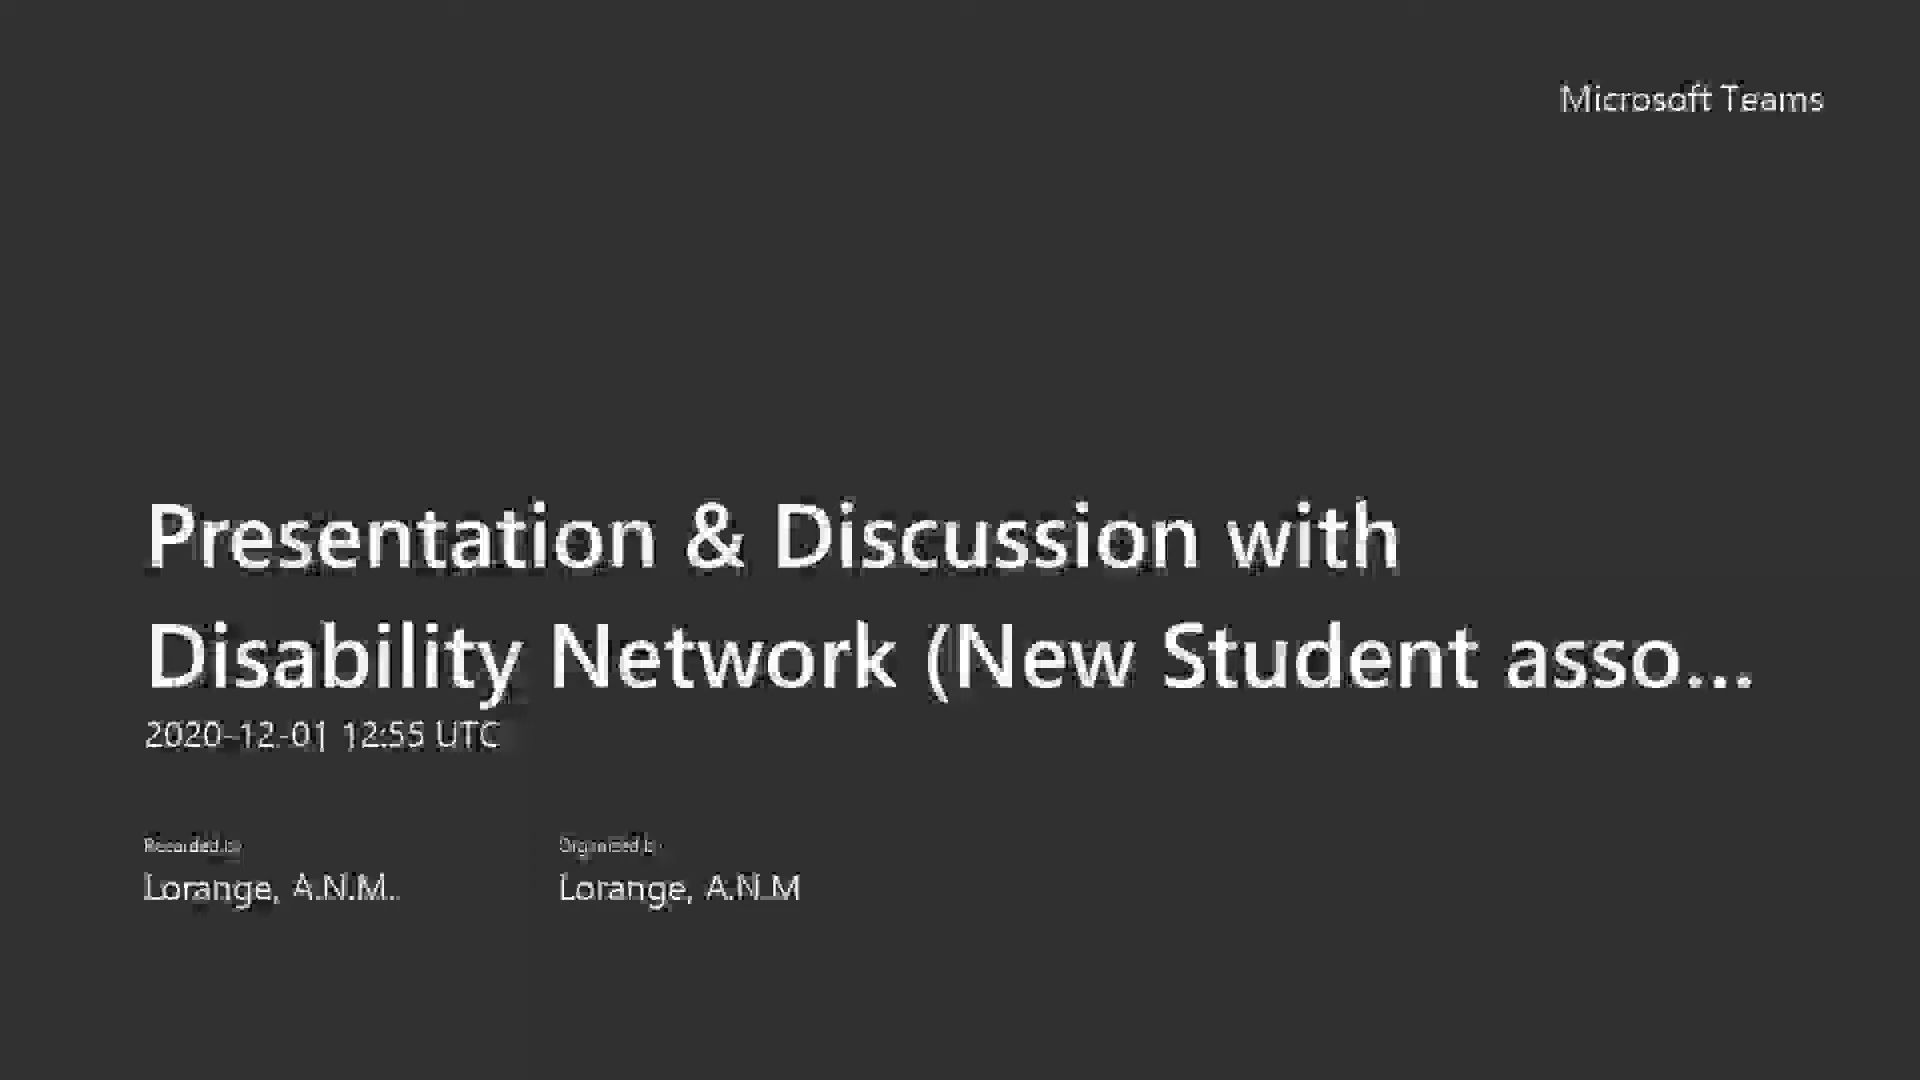 Microsoft Teams
Presentation & Discussion with
Disability Network (New Student asso...
2020-12-01 12:55 UTC
Recorded by
Organized by
Lorange, A.N.M.
Lorange, A.N.M